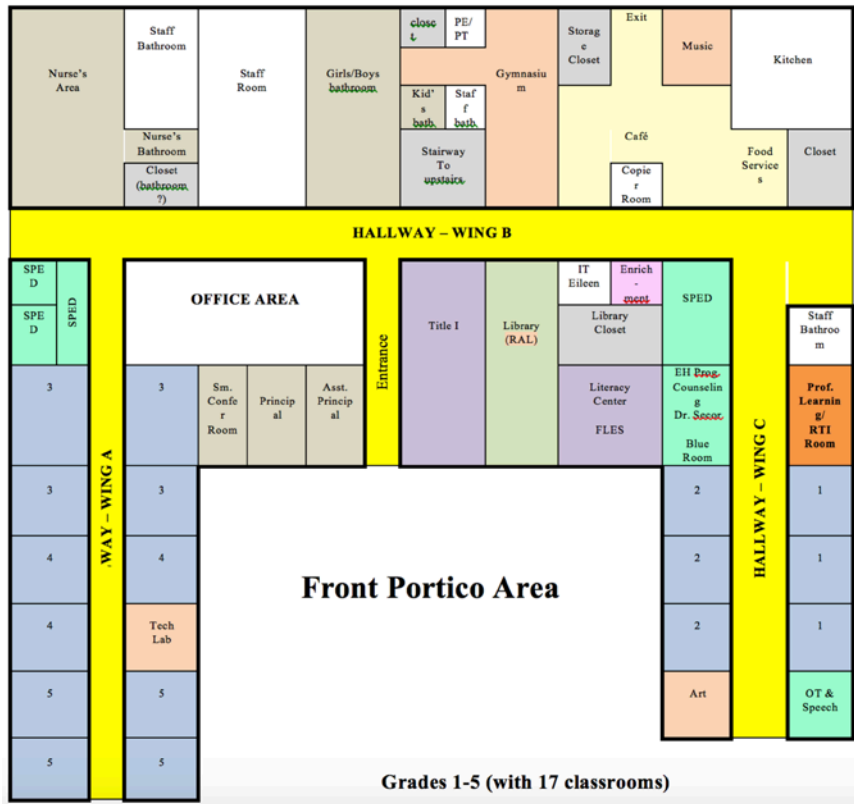 Nurse's
Area
Staff
Bathroom
Nurse's
Bathroom
Closet
(bathroom
?)
Staff
Room
Girls/Boys
bathroom
close
t
PE/
PT
Kid'
s
bath
Staf
f
bath
Stairway
To
upstairs
Gymnasiu
m
Storag
e
Closet
Exit
Music
Kitchen
Café
Copie
r
Room
Food
Service
s
Closet
HALLWAY – WING B
SPE
D
SPE
D
SPED
OFFICE AREA
Entrance
Title I
Library
(RAL)
IT
Eileen
Enrich
-
ment
Library
Closet
SPED
Staff
Bathroo
m
3
3
Sm.
Confe
r
Room
Princip
al
Asst.
Principal
Literacy
Center
FLES
EH Prog.
Counselin
g
Dr. Secor
Blue
Room
Prof.
Learnin
g/
RTI
Room
.WAY – WING A
HALLWAY – WING C
3
3
2
1
4
4
2
1
4
Tech
Lab
2
1
5
5
Art
OT &
Speech
5
5
Front Portico Area
Grades 1-5 (with 17 classrooms)